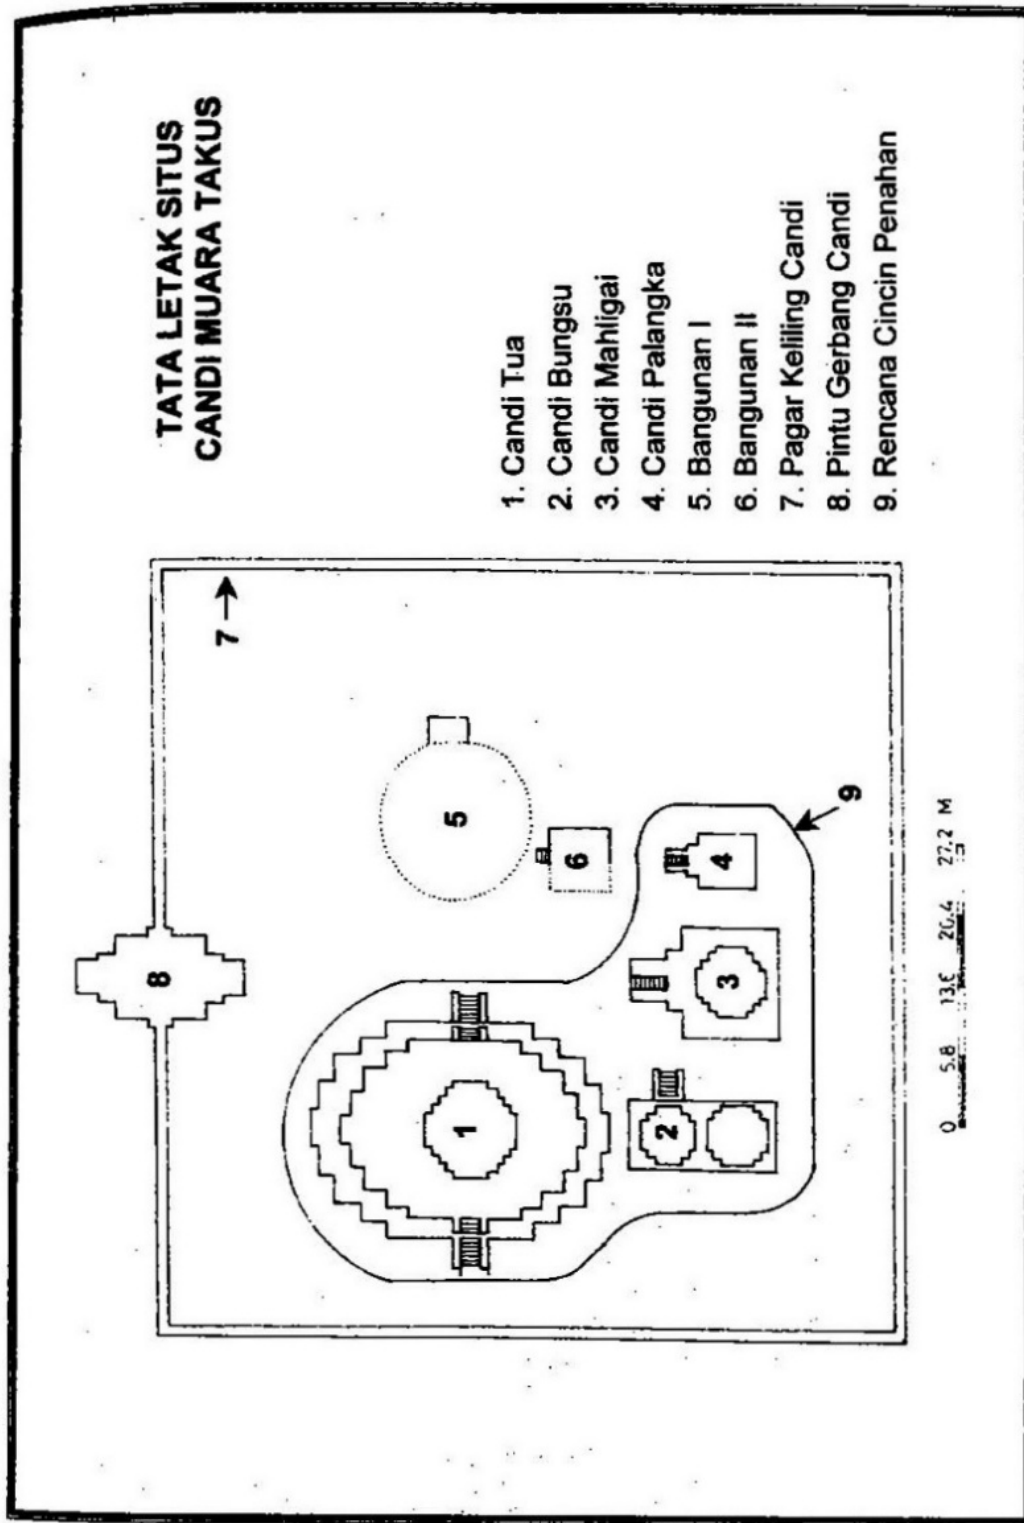 TATA LETAK SITUS
CANDI MUARA TAKUS
1. Candi Tua
2. Candi Bungsu
3. Candi Mahligai
4. Candi Palangka
5. Bangunan I
6. Bangunan II
7. Pagar Keliling Candi
8. Pintu Gerbang Candi
9. Rencana Cincin Penahan
7
8
5
6
1
9
4
3
2
0 5.8 13.6 20.4 27.2 M